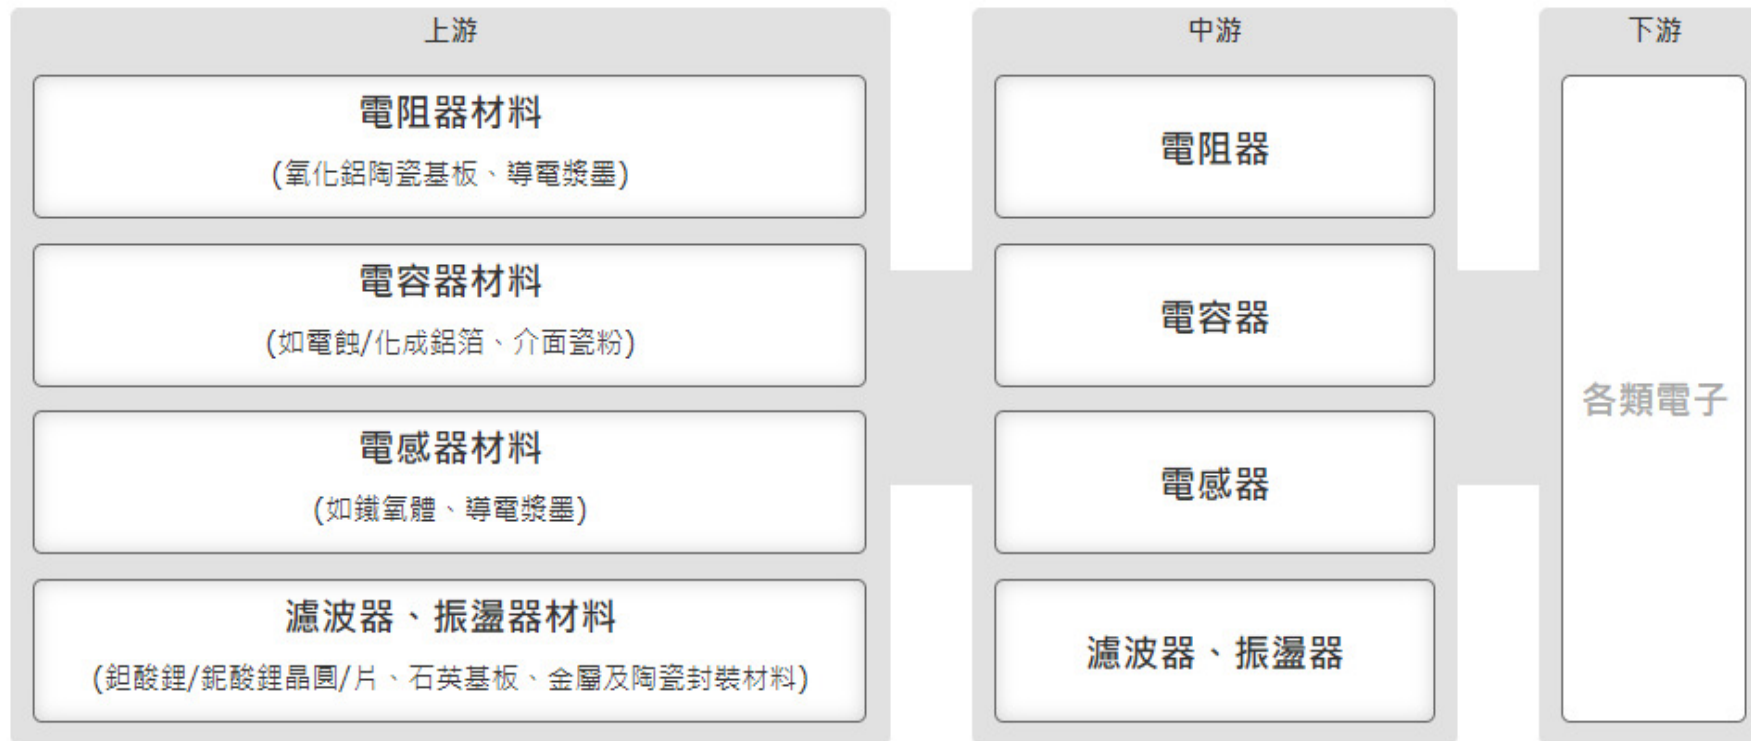 上游
電阻器材料
(氧化鋁陶瓷基板、導電漿墨)
電容器材料
(如電蝕/化成鋁箔、介面瓷粉)
電感器材料
(如鐵氧體、導電漿墨)
濾波器、振盪器材料
(鉭酸鋰/鈮酸鋰晶圓/片、石英基板、金屬及陶瓷封裝材料)
中游
電阻器
電容器
電感器
濾波器、振盪器
下游
各類電子